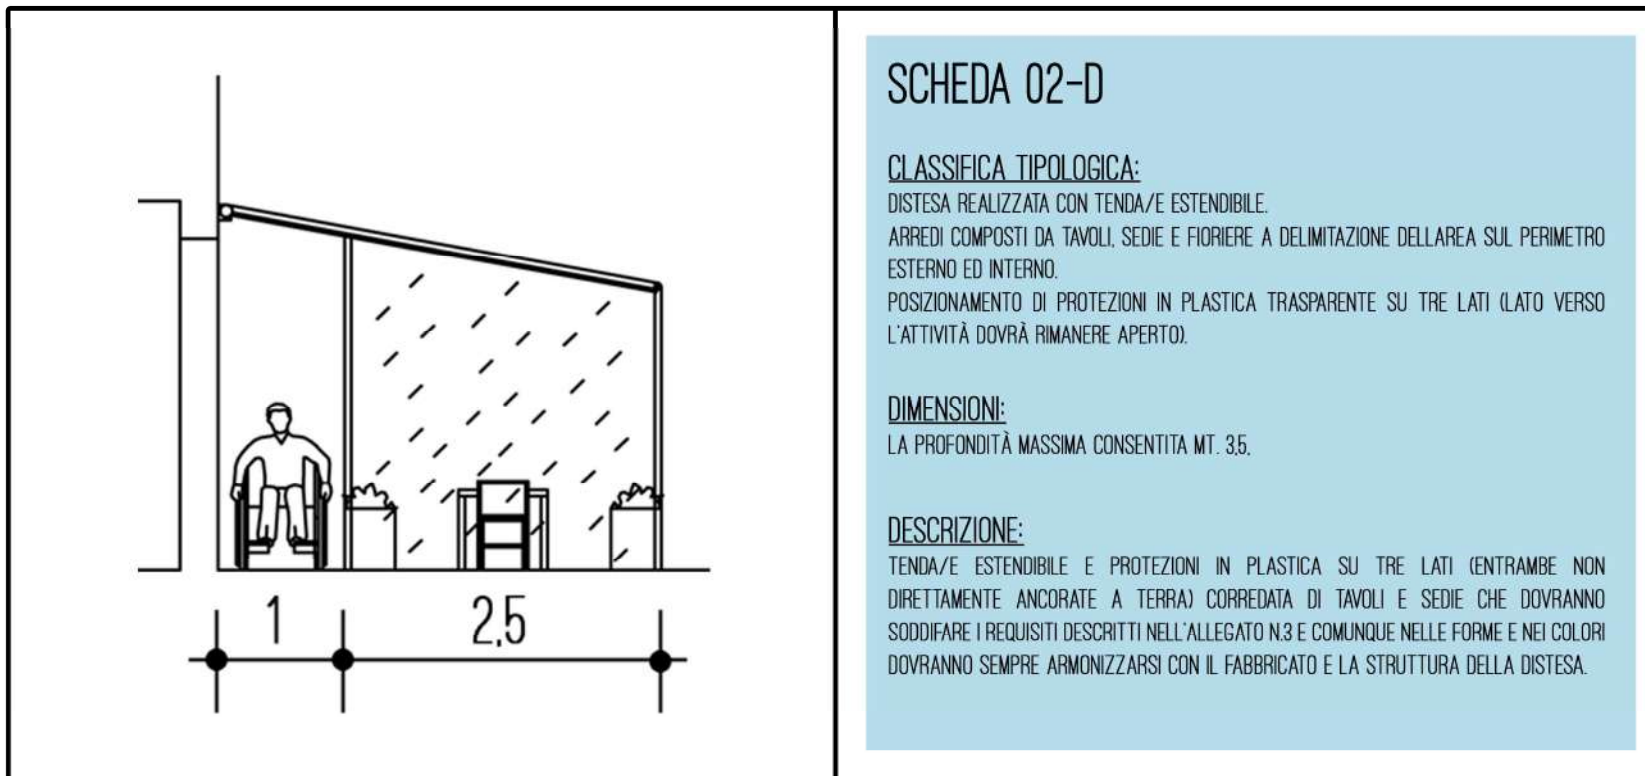 1
2,5
SCHEDA 02-D
CLASSIFICA TIPOLOGICA:
DISTESA REALIZZATA CON TENDA/E ESTENDIBILE.
ARREDI COMPOSTI DA TAVOLI, SEDIE E FIORIERE A DELIMITAZIONE DELLAREA SUL PERIMETRO
ESTERNO ED INTERNO.
POSIZIONAMENTO DI PROTEZIONI IN PLASTICA TRASPARENTE SU TRE LATI (LATO VERSO
L'ATTIVITÀ DOVRÀ RIMANERE APERTO).
DIMENSIONI:
LA PROFONDITÀ MASSIMA CONSENTITA MT. 3,5,
DESCRIZIONE:
TENDA/E ESTENDIBILE E PROTEZIONI IN PLASTICA SU TRE LATI (ENTRAMBE NON
DIRETTAMENTE ANCORATE A TERRA) CORREDATA DI TAVOLI E SEDIE CHE DOVRANNO
SODDIFARE I REQUISITI DESCRITTI NELL'ALLEGATO N.3 E COMUNQUE NELLE FORME E NEI COLORI
DOVRANNO SEMPRE ARMONIZZARSI CON IL FABBRICATO E LA STRUTTURA DELLA DISTESA.